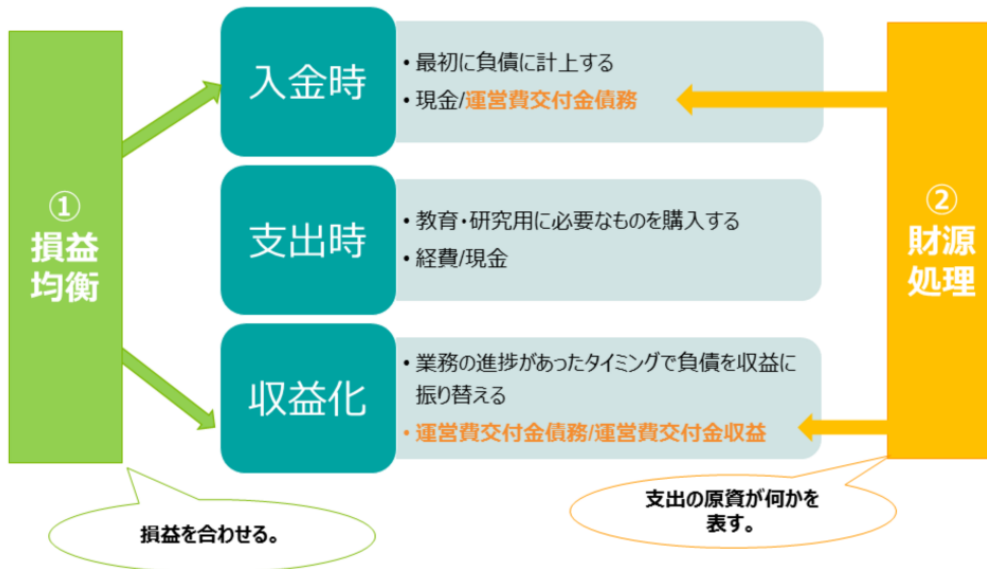 ①
損益
均衡
入金時
・最初に負債に計上する
・現金/運営費交付金債務
支出時
・教育・研究用に必要なものを購入する
・経費/現金
収益化
・業務の進捗があったタイミングで負債を収益に
振り替える
・運営費交付金債務/運営費交付金収益
②
財源
処理
損益を合わせる。
支出の原資が何かを
表す。